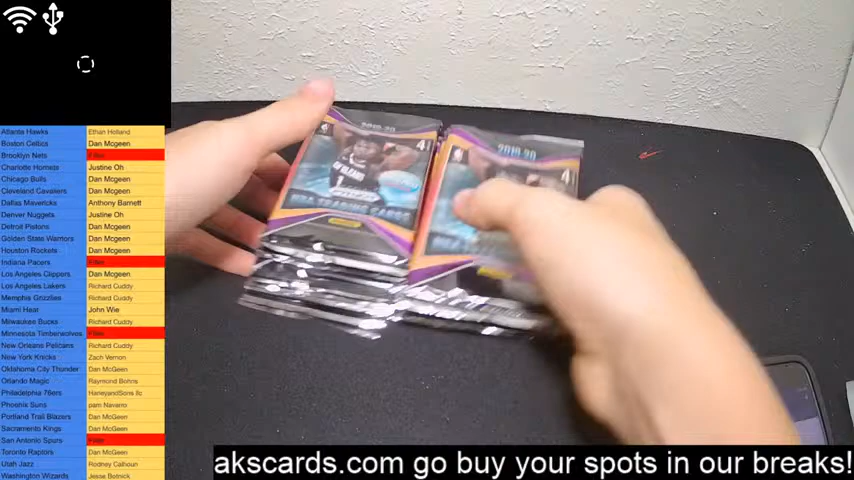 Atlanta Hawks Ethan Holland
Boston Celtics Dan Mcgeen
Brooklyn Nets Filler
Charlotte Hornets Justine Oh
Chicago Bulls Dan Mcgeen
Cleveland Cavaliers Dan Mcgeen
Dallas Mavericks Anthony Barnett
Denver Nuggets Justine Oh
Detroit Pistons Dan Mcgeen
Golden State Warriors Dan Mcgeen
Houston Rockets Dan Mcgeen
Indiana Pacers Filler
Los Angeles Clippers Dan Mcgeen
Los Angeles Lakers Richard Cuddy
Memphis Grizzlies Richard Cuddy
Miami Heat John Wie
Milwaukee Bucks Richard Cuddy
Minnesota Timberwolves Filler
New Orleans Pelicans Richard Cuddy
New York Knicks Zach Vernon
Oklahoma City Thunder Dan McGeen
Orlando Magic Raymond Bohns
Philadelphia 76ers HarleyandSons llc
Phoenix Suns pam Navarro
Portland Trail Blazers Dan McGeen
Sacramento Kings Dan McGeen
San Antonio Spurs Filler
Toronto Raptors Dan McGeen
Utah Jazz Rodney Calhoun
Washington Wizards Jesse Botnick
2019-20
4
NBA TRADING CARDS
2019-20
4
akscards.com go buy your spots in our breaks!